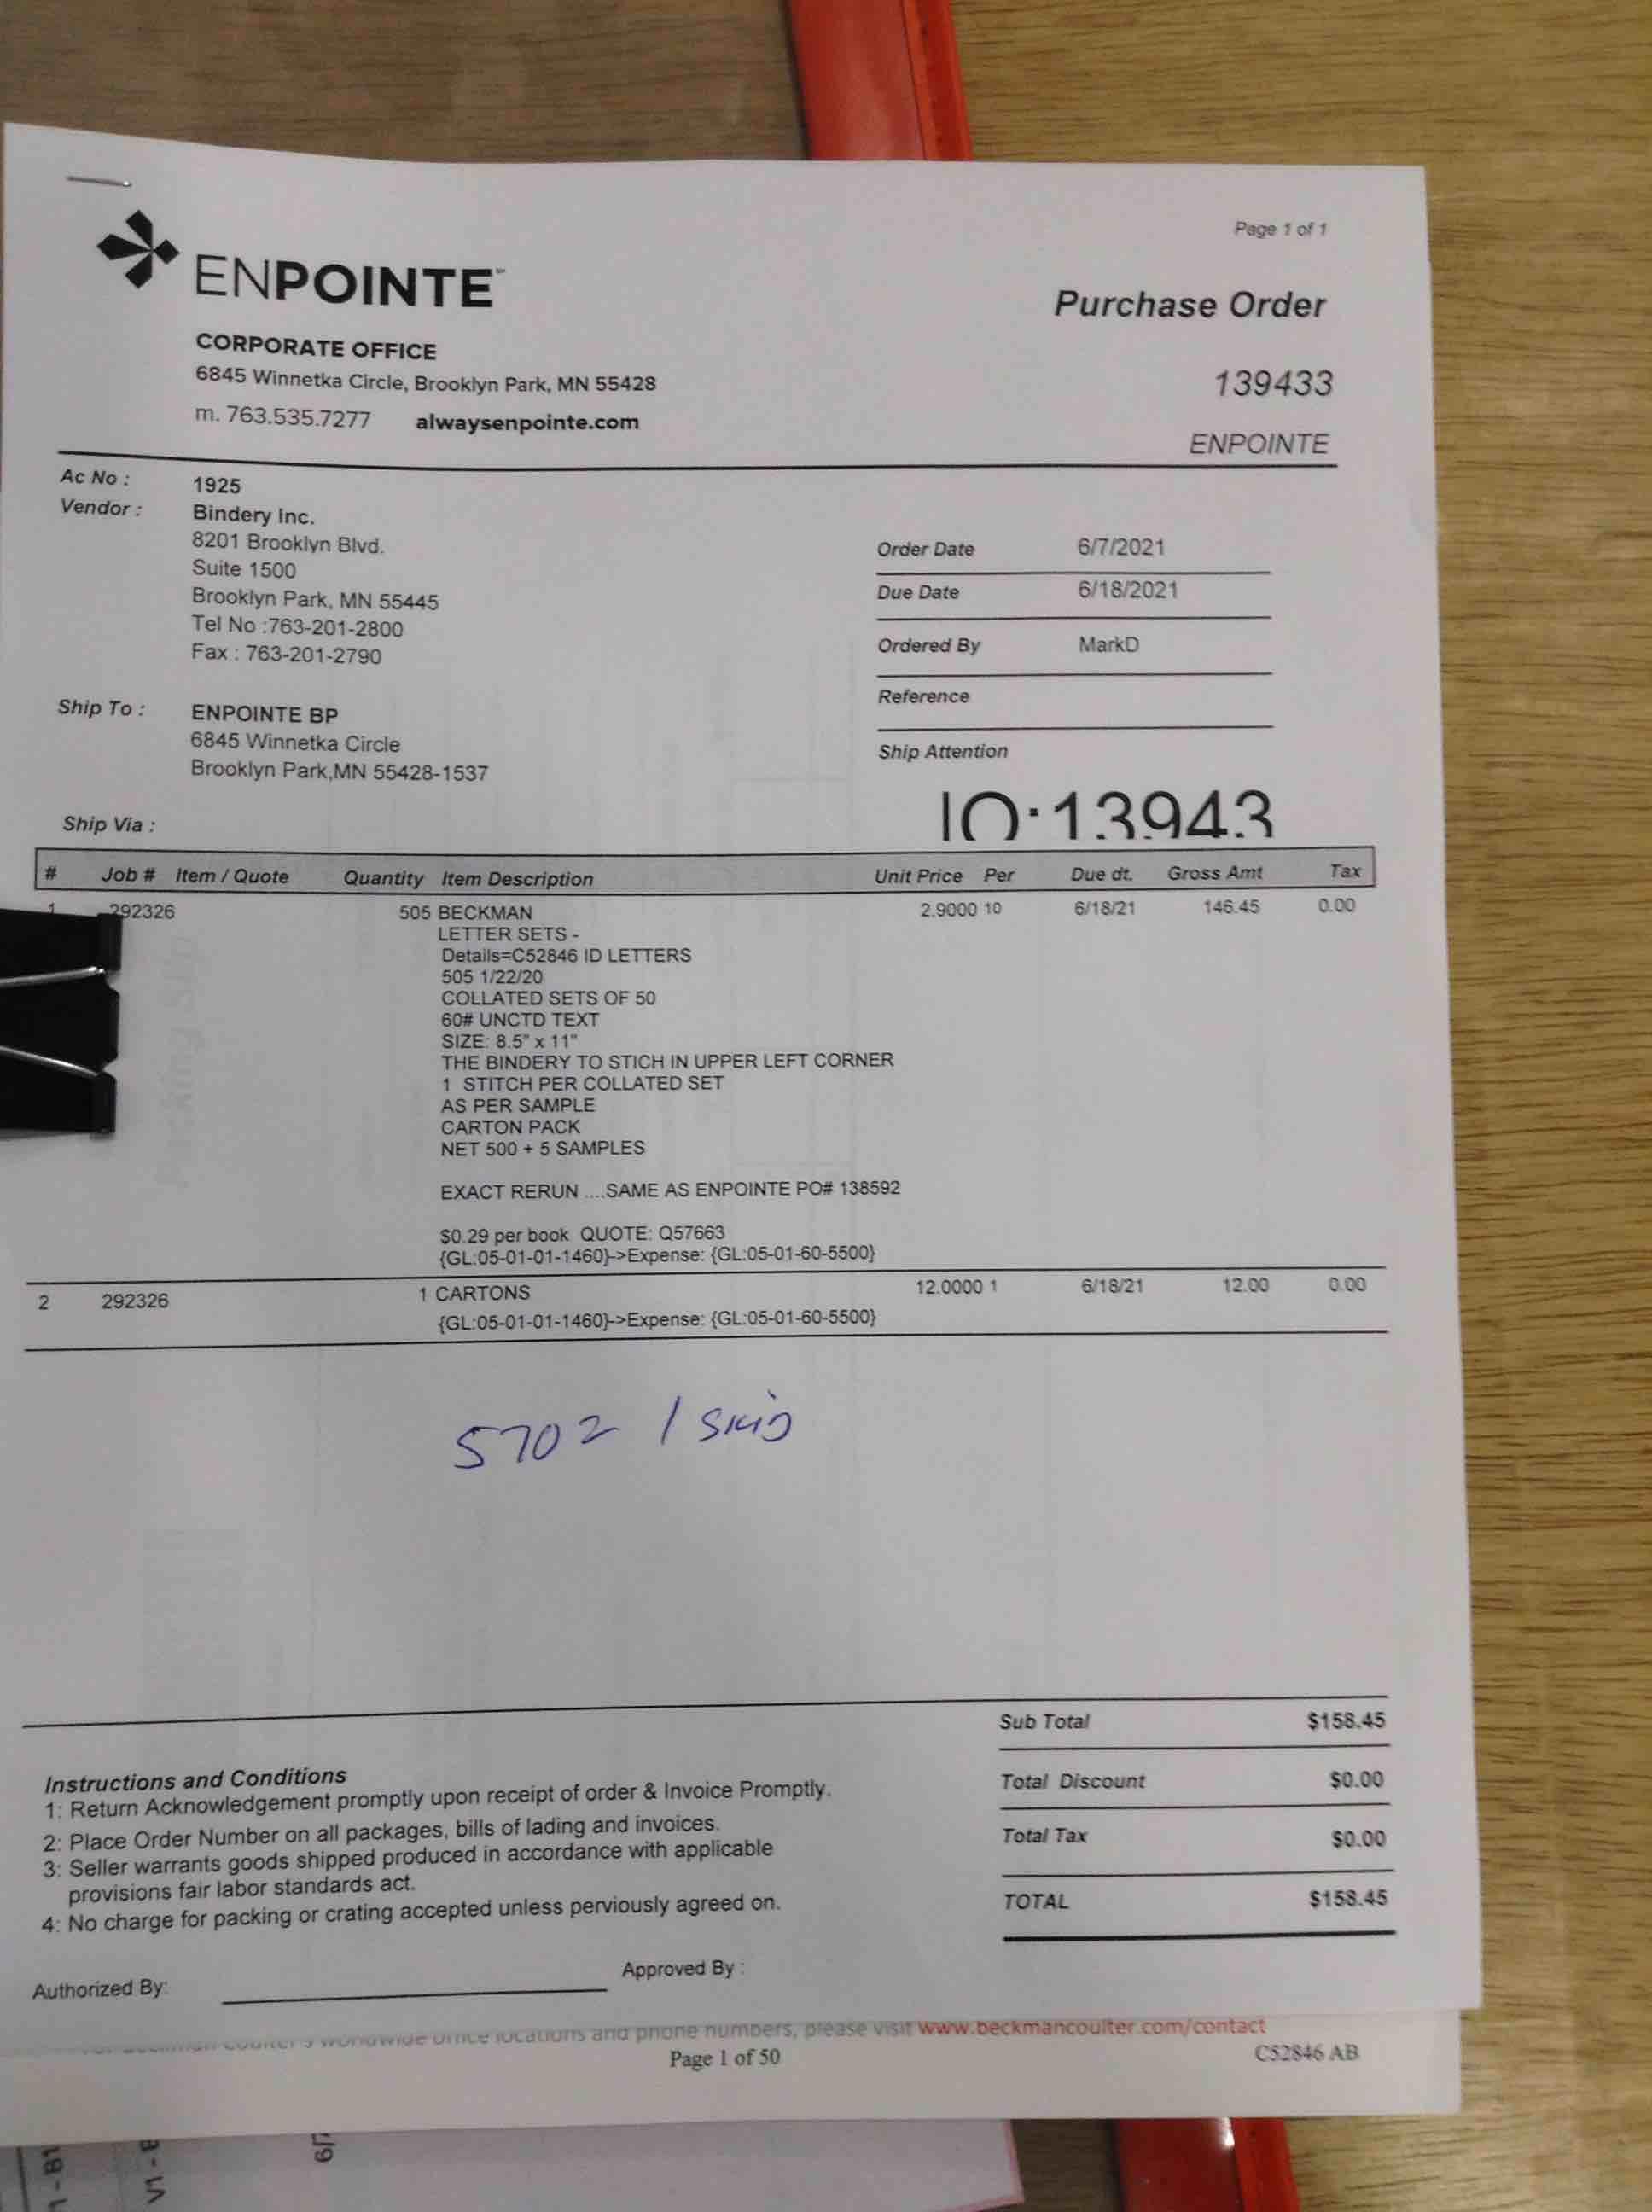 Page 1 of 1
ENPOINTE
Purchase Order
CORPORATE OFFICE
6845 Winnetka Circle, Brooklyn Park, MN 55428
139433
m. 763.535.7277 alwaysenpointe.com
ENPOINTE
Ac No : 1925
Vendor : Bindery Inc.
8201 Brooklyn Blvd.
Suite 1500
Brooklyn Park, MN 55445
Tel No :763-201-2800
Fax : 763-201-2790
Order Date 6/7/2021
Due Date 6/18/2021
Ordered By MarkD
Reference
Ship Attention
Ship To : ENPOINTE BP
6845 Winnetka Circle
Brooklyn Park,MN 55428-1537
Ship Via :
13943
# Job # Item / Quote Quantity Item Description Unit Price Per Due dt. Gross Amt Tax
1 292326 505 BECKMAN 2.9000 10 6/18/21 146.45 0.00
LETTER SETS -
Details=C52846 ID LETTERS
505 1/22/20
COLLATED SETS OF 50
60# UNCTD TEXT
SIZE: 8.5" x 11"
THE BINDERY TO STICH IN UPPER LEFT CORNER
1 STITCH PER COLLATED SET
AS PER SAMPLE
CARTON PACK
NET 500 + 5 SAMPLES
EXACT RERUN ....SAME AS ENPOINTE PO# 138592
$0.29 per book QUOTE: Q57663
{GL:05-01-01-1460}->Expense: {GL:05-01-60-5500}
2 292326 1 CARTONS 12.0000 1 6/18/21 12.00 0.00
{GL:05-01-01-1460}->Expense: {GL:05-01-60-5500}
5702 1 SKID
Sub Total $158.45
Total Discount $0.00
Total Tax $0.00
TOTAL $158.45
Instructions and Conditions
1: Return Acknowledgement promptly upon receipt of order & Invoice Promptly.
2: Place Order Number on all packages, bills of lading and invoices.
3: Seller warrants goods shipped produced in accordance with applicable
provisions fair labor standards act.
4: No charge for packing or crating accepted unless perviously agreed on.
Authorized By: Approved By :
worldwide office locations and phone numbers, please visit www.beckmancoulter.com/contact
Page 1 of 50
C52846 AB